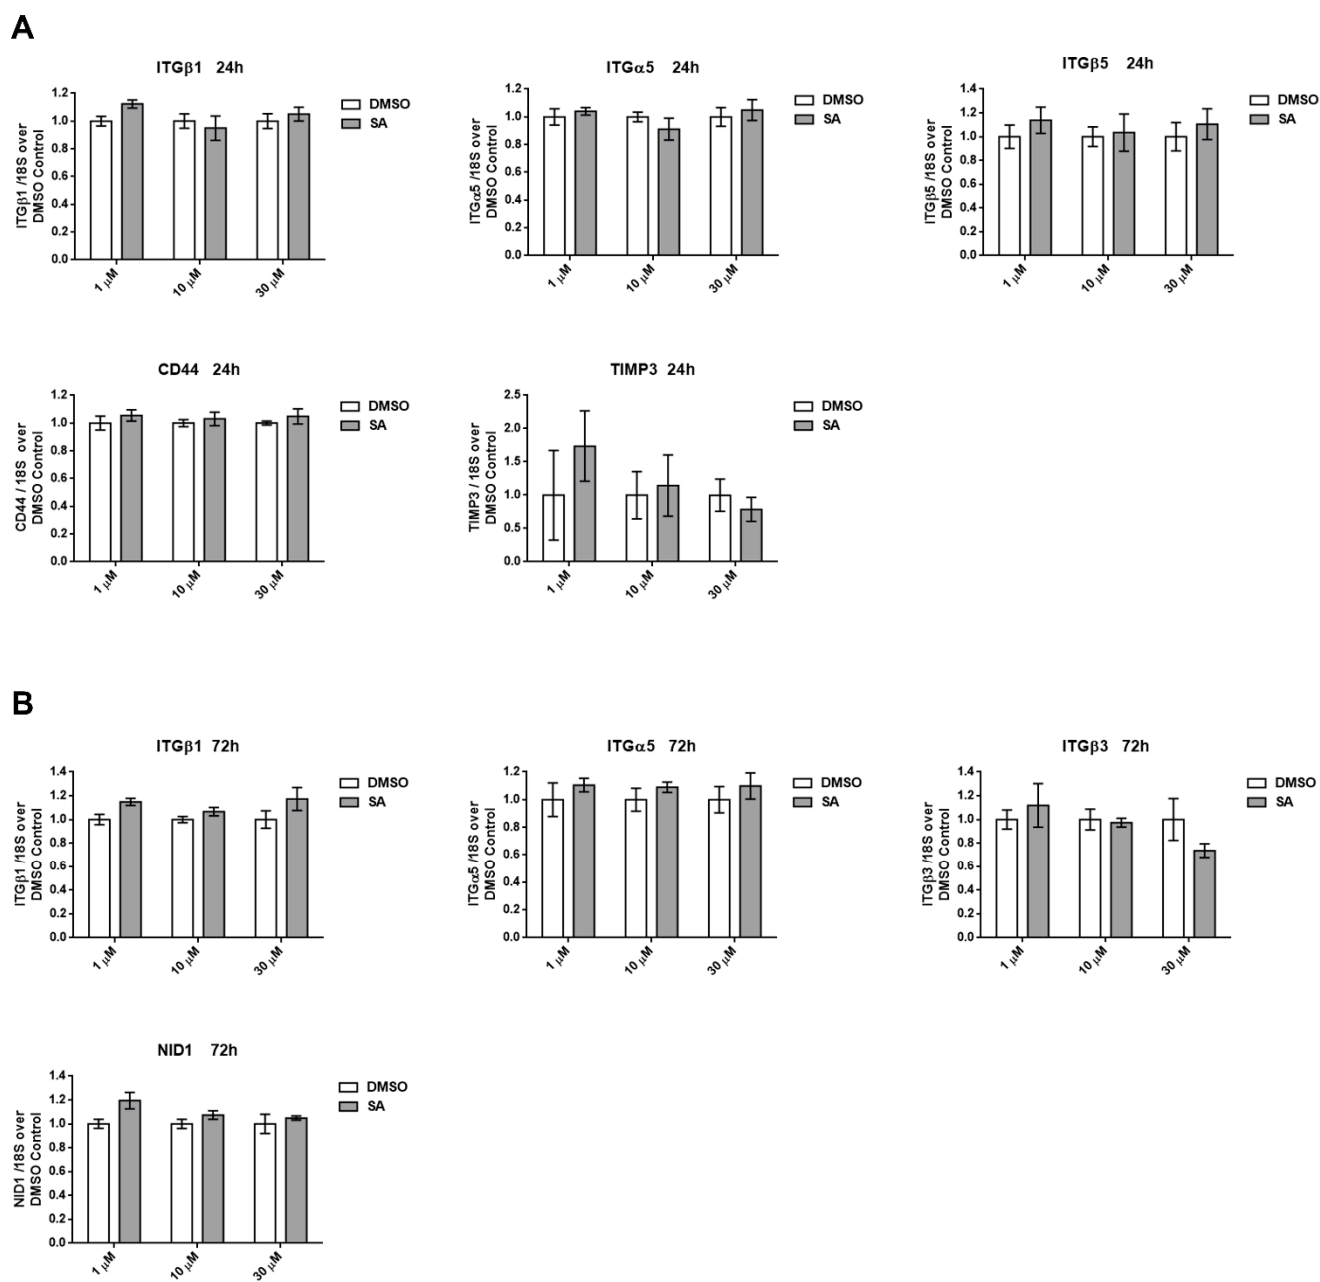 A
ITGβ1 24h
ITGβ1 /18S over
DMSO Control
1.2
1.0
0.8
0.6
0.4
0.2
0.0
1 μM
10 μM
30 μM
DMSO
SA
ITGα5 24h
ITGα5 /18S over
DMSO Control
1.2
1.0
0.8
0.6
0.4
0.2
0.0
1 μM
10 μM
30 μM
DMSO
SA
ITGβ5 24h
ITGβ5 /18S over
DMSO Control
1.4
1.2
1.0
0.8
0.6
0.4
0.2
0.0
1 μM
10 μM
30 μM
DMSO
SA
CD44 24h
CD44 / 18S over
DMSO Control
1.2
1.0
0.8
0.6
0.4
0.2
0.0
1 μM
10 μM
30 μM
DMSO
SA
TIMP3 24h
TIMP3 / 18S over
DMSO Control
2.5
2.0
1.5
1.0
0.5
0.0
1 μM
10 μM
30 μM
DMSO
SA
B
ITGβ1 72h
ITGβ1 /18S over
DMSO Control
1.4
1.2
1.0
0.8
0.6
0.4
0.2
0.0
1 μM
10 μM
30 μM
DMSO
SA
ITGα5 72h
ITGα5 /18S over
DMSO Control
1.2
1.0
0.8
0.6
0.4
0.2
0.0
1 μM
10 μM
30 μM
DMSO
SA
ITGβ3 72h
ITGβ3 /18S over
DMSO Control
1.4
1.2
1.0
0.8
0.6
0.4
0.2
0.0
1 μM
10 μM
30 μM
DMSO
SA
NID1 72h
NID1 /18S over
DMSO Control
1.4
1.2
1.0
0.8
0.6
0.4
0.2
0.0
1 μM
10 μM
30 μM
DMSO
SA